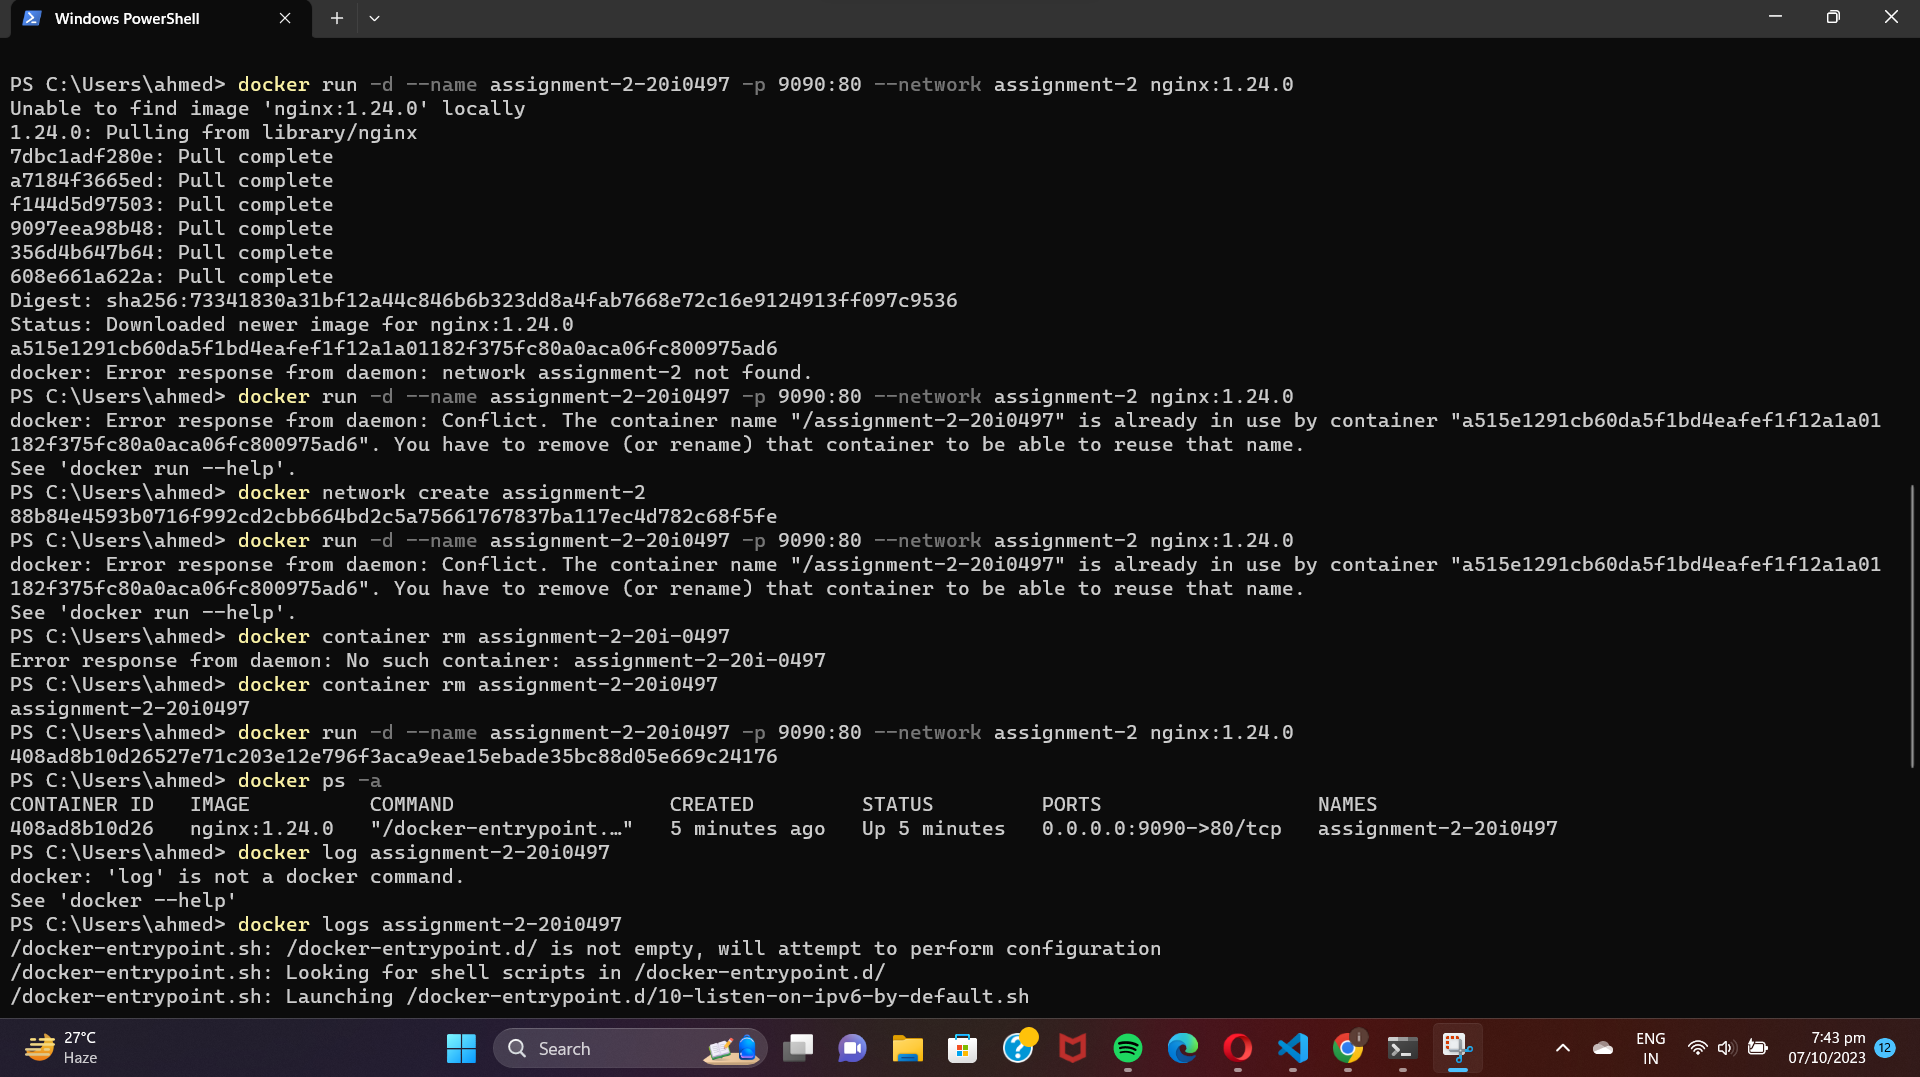 Windows PowerShell
PS C:\Users\ahmed> docker run -d --name assignment-2-20i0497 -p 9090:80 --network assignment-2 nginx:1.24.0
Unable to find image 'nginx:1.24.0' locally
1.24.0: Pulling from library/nginx
7dbc1adf280e: Pull complete
a7184f3665ed: Pull complete
f144d5d97503: Pull complete
9097eea98b48: Pull complete
356d4b647b64: Pull complete
608e661a622a: Pull complete
Digest: sha256:73341830a31bf12a44c846b6b323dd8a4fab7668e72c16e9124913ff097c9536
Status: Downloaded newer image for nginx:1.24.0
a515e1291cb60da5f1bd4eafef1f12a1a01182f375fc80a0aca06fc800975ad6
docker: Error response from daemon: network assignment-2 not found.
PS C:\Users\ahmed> docker run -d --name assignment-2-20i0497 -p 9090:80 --network assignment-2 nginx:1.24.0
docker: Error response from daemon: Conflict. The container name "/assignment-2-20i0497" is already in use by container "a515e1291cb60da5f1bd4eafef1f12a1a01
182f375fc80a0aca06fc800975ad6". You have to remove (or rename) that container to be able to reuse that name.
See 'docker run --help'.
PS C:\Users\ahmed> docker network create assignment-2
88b84e4593b0716f992cd2cbb664bd2c5a75661767837ba117ec4d782c68f5fe
PS C:\Users\ahmed> docker run -d --name assignment-2-20i0497 -p 9090:80 --network assignment-2 nginx:1.24.0
docker: Error response from daemon: Conflict. The container name "/assignment-2-20i0497" is already in use by container "a515e1291cb60da5f1bd4eafef1f12a1a01
182f375fc80a0aca06fc800975ad6". You have to remove (or rename) that container to be able to reuse that name.
See 'docker run --help'.
PS C:\Users\ahmed> docker container rm assignment-2-20i-0497
Error response from daemon: No such container: assignment-2-20i-0497
PS C:\Users\ahmed> docker container rm assignment-2-20i0497
assignment-2-20i0497
PS C:\Users\ahmed> docker run -d --name assignment-2-20i0497 -p 9090:80 --network assignment-2 nginx:1.24.0
408ad8b10d26527e71c203e12e796f3aca9eae15ebade35bc88d05e669c24176
PS C:\Users\ahmed> docker ps -a
CONTAINER ID   IMAGE          COMMAND                  CREATED         STATUS         PORTS                  NAMES
408ad8b10d26   nginx:1.24.0   "/docker-entrypoint.…"   5 minutes ago   Up 5 minutes   0.0.0.0:9090->80/tcp   assignment-2-20i0497
PS C:\Users\ahmed> docker log assignment-2-20i0497
docker: 'log' is not a docker command.
See 'docker --help'
PS C:\Users\ahmed> docker logs assignment-2-20i0497
/docker-entrypoint.sh: /docker-entrypoint.d/ is not empty, will attempt to perform configuration
/docker-entrypoint.sh: Looking for shell scripts in /docker-entrypoint.d/
/docker-entrypoint.sh: Launching /docker-entrypoint.d/10-listen-on-ipv6-by-default.sh
27°C
Haze
Search
ENG
IN
7:43 pm
07/10/2023
12